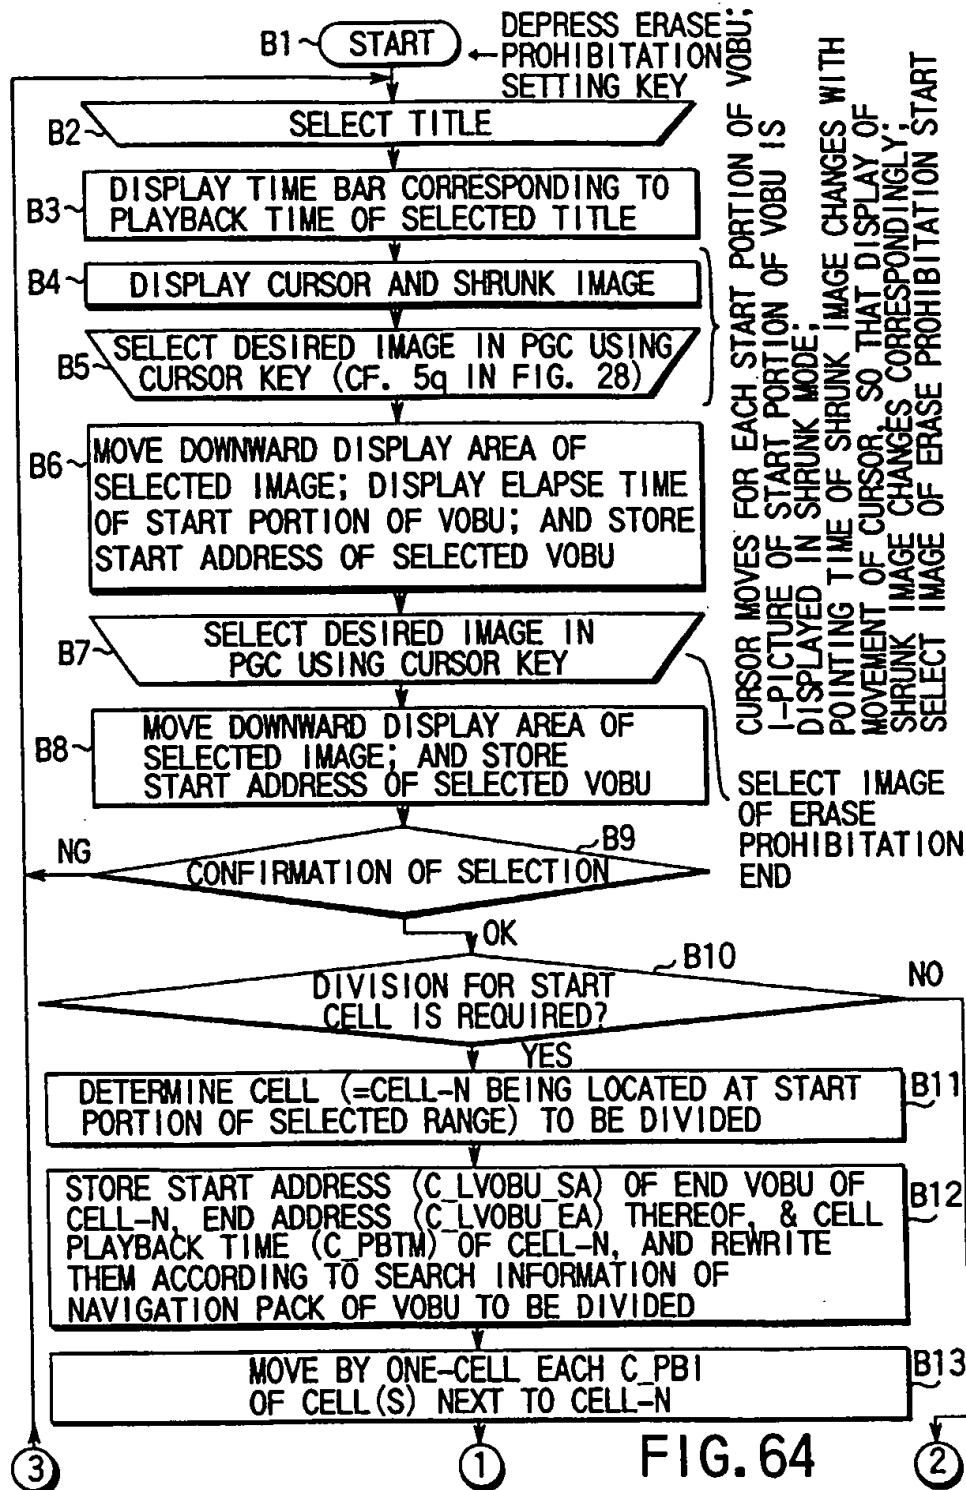 B1 START
DEPRESS ERASE
PROHIBITATION
SETTING KEY
B2 SELECT TITLE
B3 DISPLAY TIME BAR CORRESPONDING TO
PLAYBACK TIME OF SELECTED TITLE
B4 DISPLAY CURSOR AND SHRUNK IMAGE
B5 SELECT DESIRED IMAGE IN PGC USING
CURSOR KEY (CF. 5q IN FIG. 28)
CURSOR MOVES FOR EACH START PORTION OF VOBU;
I-PICTURE OF START PORTION OF VOBU IS
DISPLAYED IN SHRUNK MODE;
POINTING TIME OF SHRUNK IMAGE CHANGES WITH
MOVEMENT OF CURSOR, SO THAT DISPLAY OF
SHRUNK IMAGE CHANGES CORRESPONDINGLY;
SELECT IMAGE OF ERASE PROHIBITATION START
B6 MOVE DOWNWARD DISPLAY AREA OF
SELECTED IMAGE; DISPLAY ELAPSE TIME
OF START PORTION OF VOBU; AND STORE
START ADDRESS OF SELECTED VOBU
B7 SELECT DESIRED IMAGE IN
PGC USING CURSOR KEY
SELECT IMAGE
OF ERASE
PROHIBITATION
END
B8 MOVE DOWNWARD DISPLAY AREA OF
SELECTED IMAGE; AND STORE
START ADDRESS OF SELECTED VOBU
B9
NG CONFIRMATION OF SELECTION
OK
B10
DIVISION FOR START
CELL IS REQUIRED?
NO
YES
DETERMINE CELL (=CELL-N BEING LOCATED AT START
PORTION OF SELECTED RANGE) TO BE DIVIDED
B11
STORE START ADDRESS (C_LVOBU_SA) OF END VOBU OF
CELL-N, END ADDRESS (C_LVOBU_EA) THEREOF, & CELL
PLAYBACK TIME (C_PBTM) OF CELL-N, AND REWRITE
THEM ACCORDING TO SEARCH INFORMATION OF
NAVIGATION PACK OF VOBU TO BE DIVIDED
B12
MOVE BY ONE-CELL EACH C_PBI
OF CELL(S) NEXT TO CELL-N
B13
3 1 FIG. 64 2